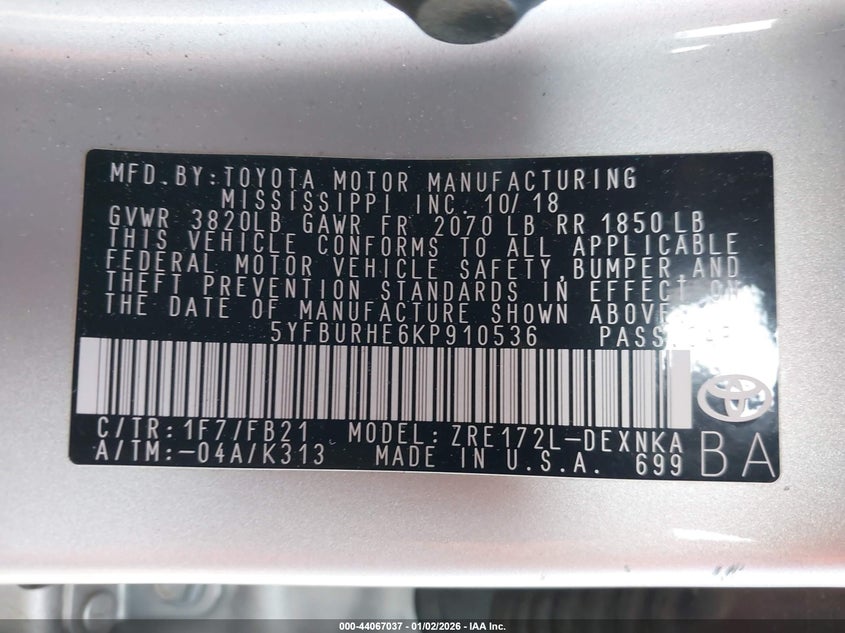 MFD.BY:TOYOTA MOTOR MANUFACTURING
MISSISSIPPI INC. 10/18
GVWR 3820LB GAWR FR 2070 LB RR 1850 LB
THIS VEHICLE CONFORMS TO ALL APPLICABLE
FEDERAL MOTOR VEHICLE SAFETY,BUMPER,AND
THEFT PREVENTION STANDARDS IN EFFECT ON
THE DATE OF MANUFACTURE SHOWN ABOVE.
5YFBURHE6KP910536
C/TR:1F7/FB21 MODEL:ZRE172L-DEXNKA
A/TM:-04A/K313 MADE IN U.S.A. 699
BA
000-44067037 - 01/02/2026 - IAA Inc.